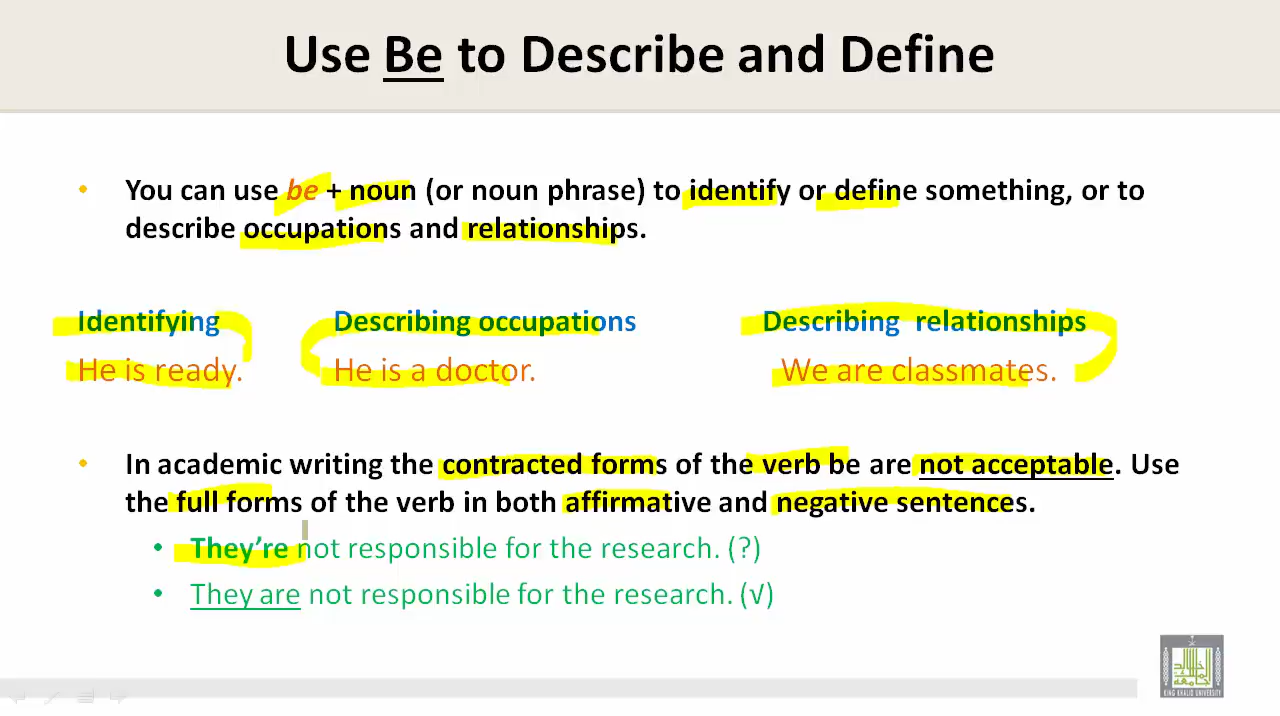 Use Be to Describe and Define
• You can use be + noun (or noun phrase) to identify or define something, or to
describe occupations and relationships.
Identifying Describing occupations Describing relationships
He is ready. He is a doctor. We are classmates.
• In academic writing the contracted forms of the verb be are not acceptable. Use
the full forms of the verb in both affirmative and negative sentences.
• They’re not responsible for the research. (?)
• They are not responsible for the research. (√)
KING KHALID UNIVERSITY